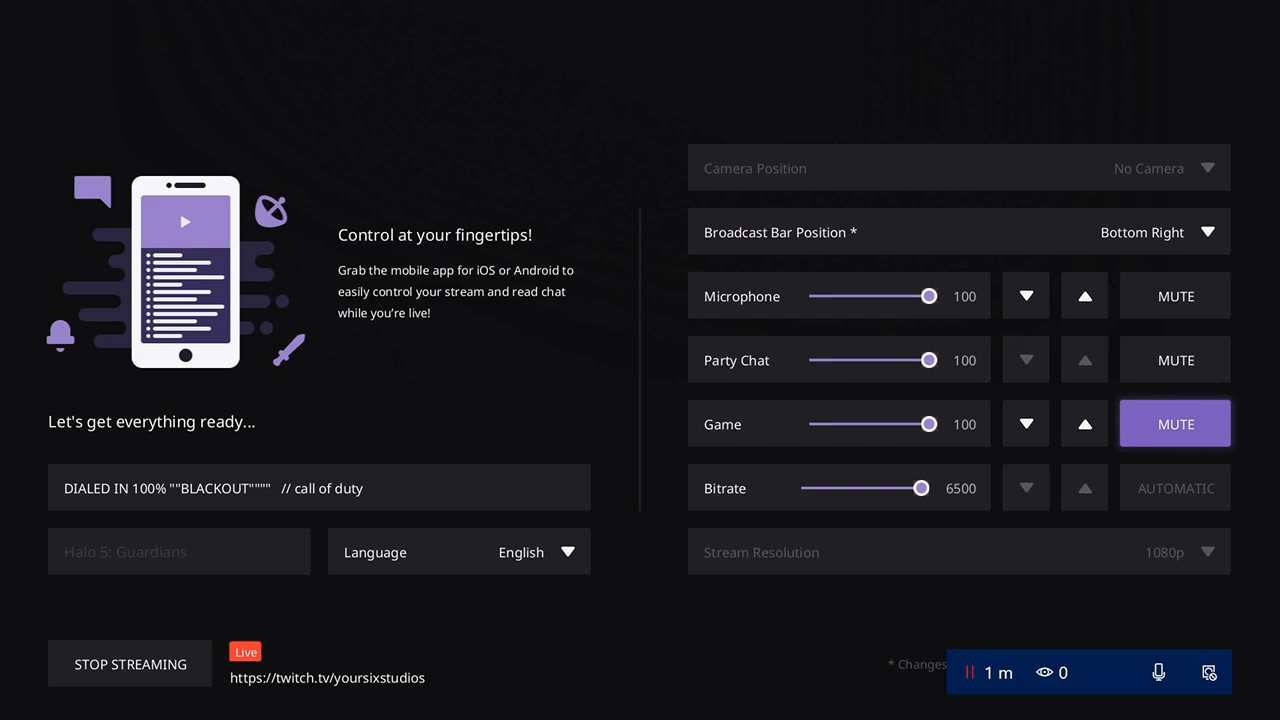 Control at your fingertips!
Grab the mobile app for iOS or Android to
easily control your stream and read chat
while you're live!
Let's get everything ready...
DIALED IN 100% ""BLACKOUT"""" // call of duty
Halo 5: Guardians
Language English
STOP STREAMING
Live
https://twitch.tv/yoursixstudios
Camera Position No Camera
Broadcast Bar Position * Bottom Right
Microphone 100 MUTE
Party Chat 100 MUTE
Game 100 MUTE
Bitrate 6500 AUTOMATIC
Stream Resolution 1080p
* Changes
1 m 0